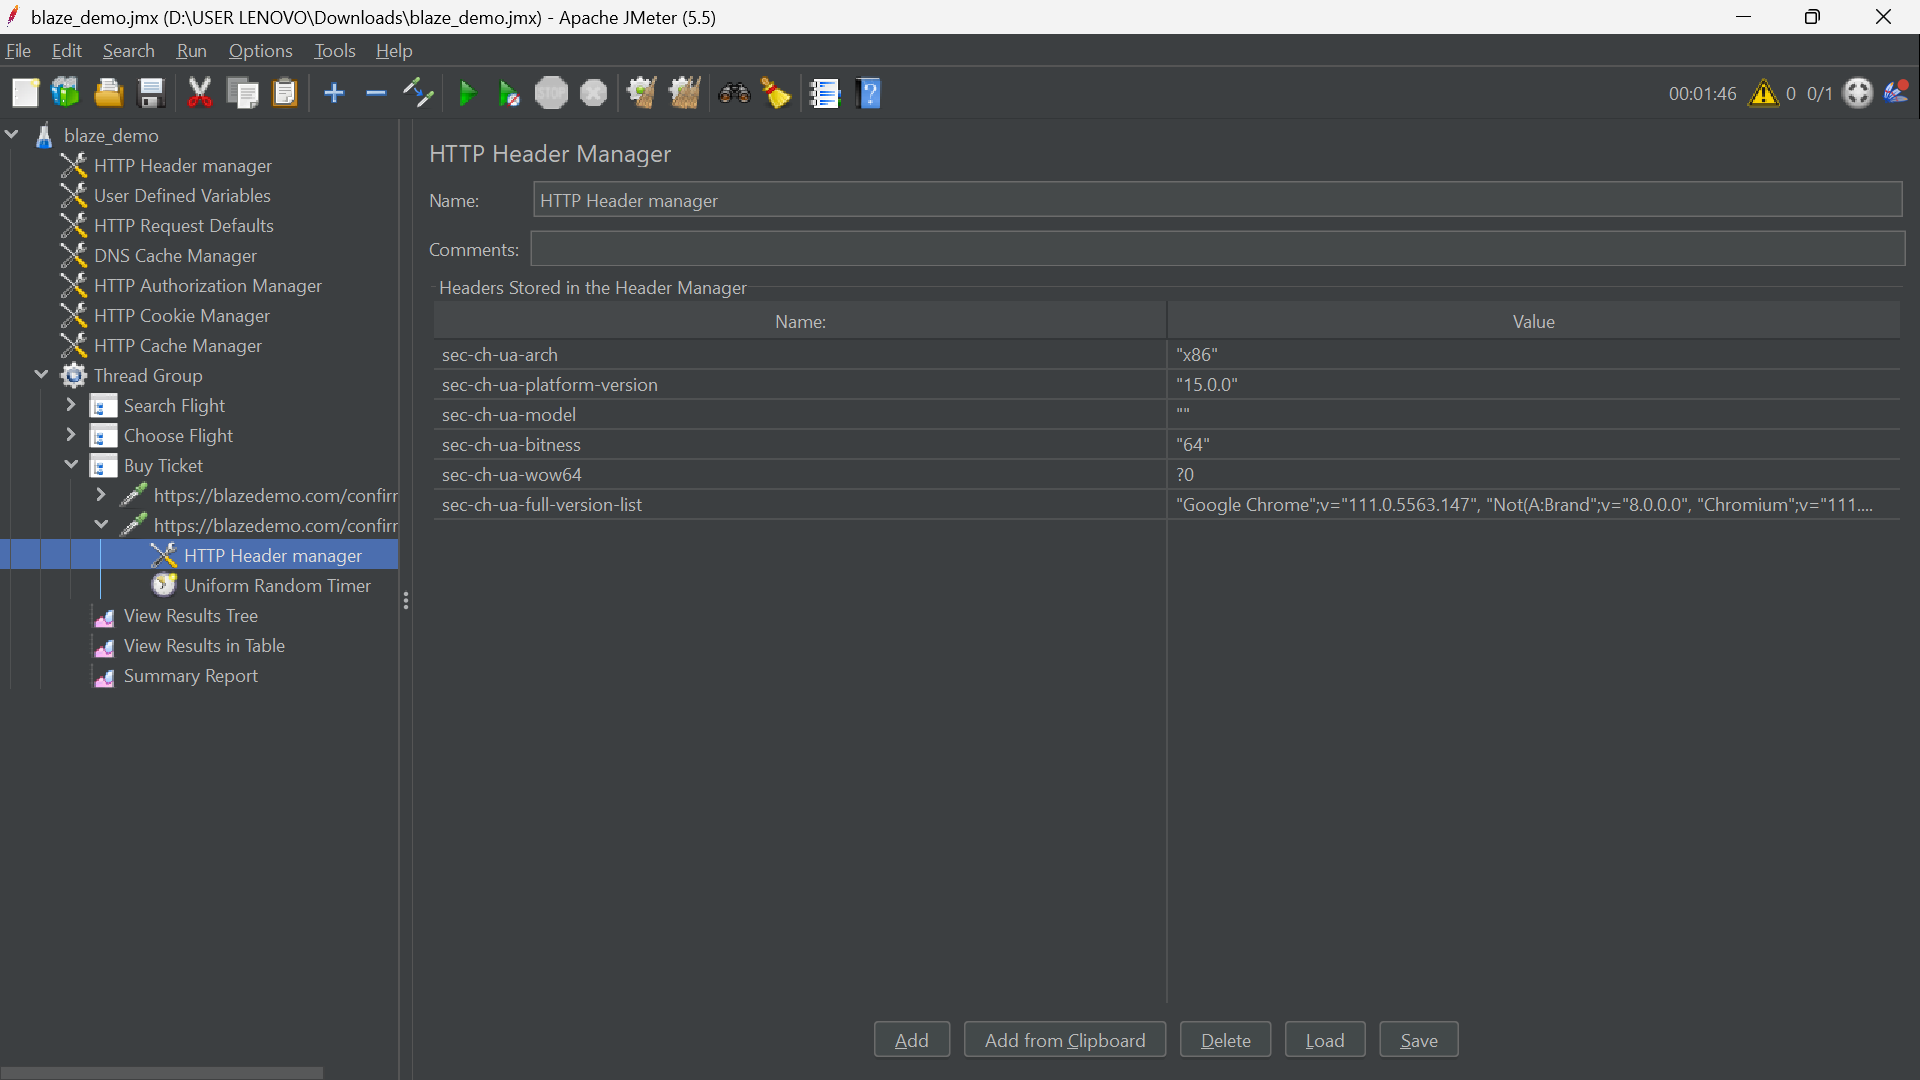 blaze_demo.jmx (D:\USER LENOVO\Downloads\blaze_demo.jmx) - Apache JMeter (5.5)
File Edit Search Run Options Tools Help
STOP
00:01:46 0 0/1
blaze_demo
HTTP Header manager
User Defined Variables
HTTP Request Defaults
DNS Cache Manager
HTTP Authorization Manager
HTTP Cookie Manager
HTTP Cache Manager
Thread Group
Search Flight
Choose Flight
Buy Ticket
https://blazedemo.com/confirr
https://blazedemo.com/confirr
HTTP Header manager
Uniform Random Timer
View Results Tree
View Results in Table
Summary Report
HTTP Header Manager
Name: HTTP Header manager
Comments:
Headers Stored in the Header Manager
Name: Value
sec-ch-ua-arch "x86"
sec-ch-ua-platform-version "15.0.0"
sec-ch-ua-model ""
sec-ch-ua-bitness "64"
sec-ch-ua-wow64 ?0
sec-ch-ua-full-version-list "Google Chrome";v="111.0.5563.147", "Not(A:Brand";v="8.0.0.0", "Chromium";v="111....
Add Add from Clipboard Delete Load Save